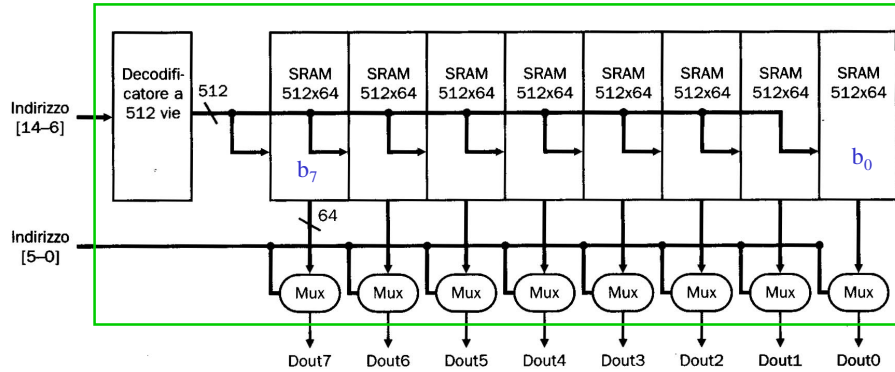 Decodifi-
catore a
512 vie
512
SRAM
512x64
SRAM
512x64
SRAM
512x64
SRAM
512x64
SRAM
512x64
SRAM
512x64
SRAM
512x64
SRAM
512x64
Indirizzo
[14–6]
b7
b0
64
Indirizzo
[5–0]
Mux
Mux
Mux
Mux
Mux
Mux
Mux
Mux
Dout7
Dout6
Dout5
Dout4
Dout3
Dout2
Dout1
Dout0